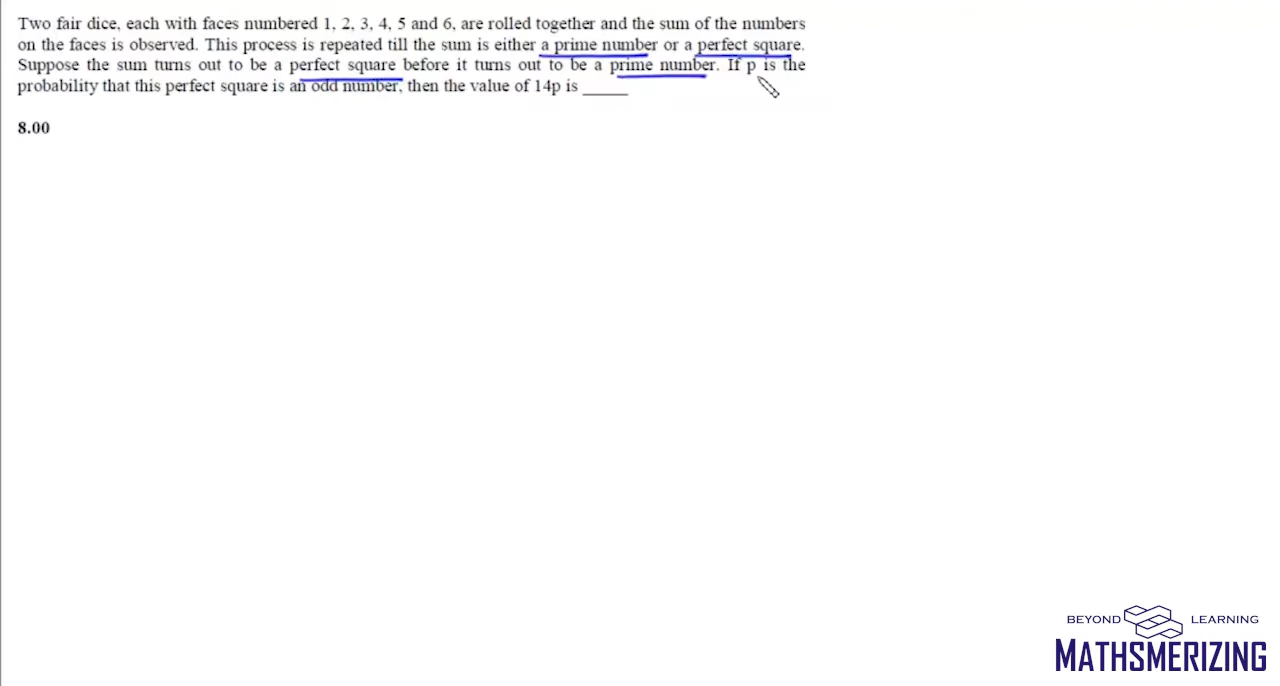 Two fair dice, each with faces numbered 1, 2, 3, 4, 5 and 6, are rolled together and the sum of the numbers
on the faces is observed. This process is repeated till the sum is either a prime number or a perfect square.
Suppose the sum turns out to be a perfect square before it turns out to be a prime number. If p is the
probability that this perfect square is an odd number, then the value of 14p is _____
8.00
BEYOND LEARNING
MATHSMERIZING